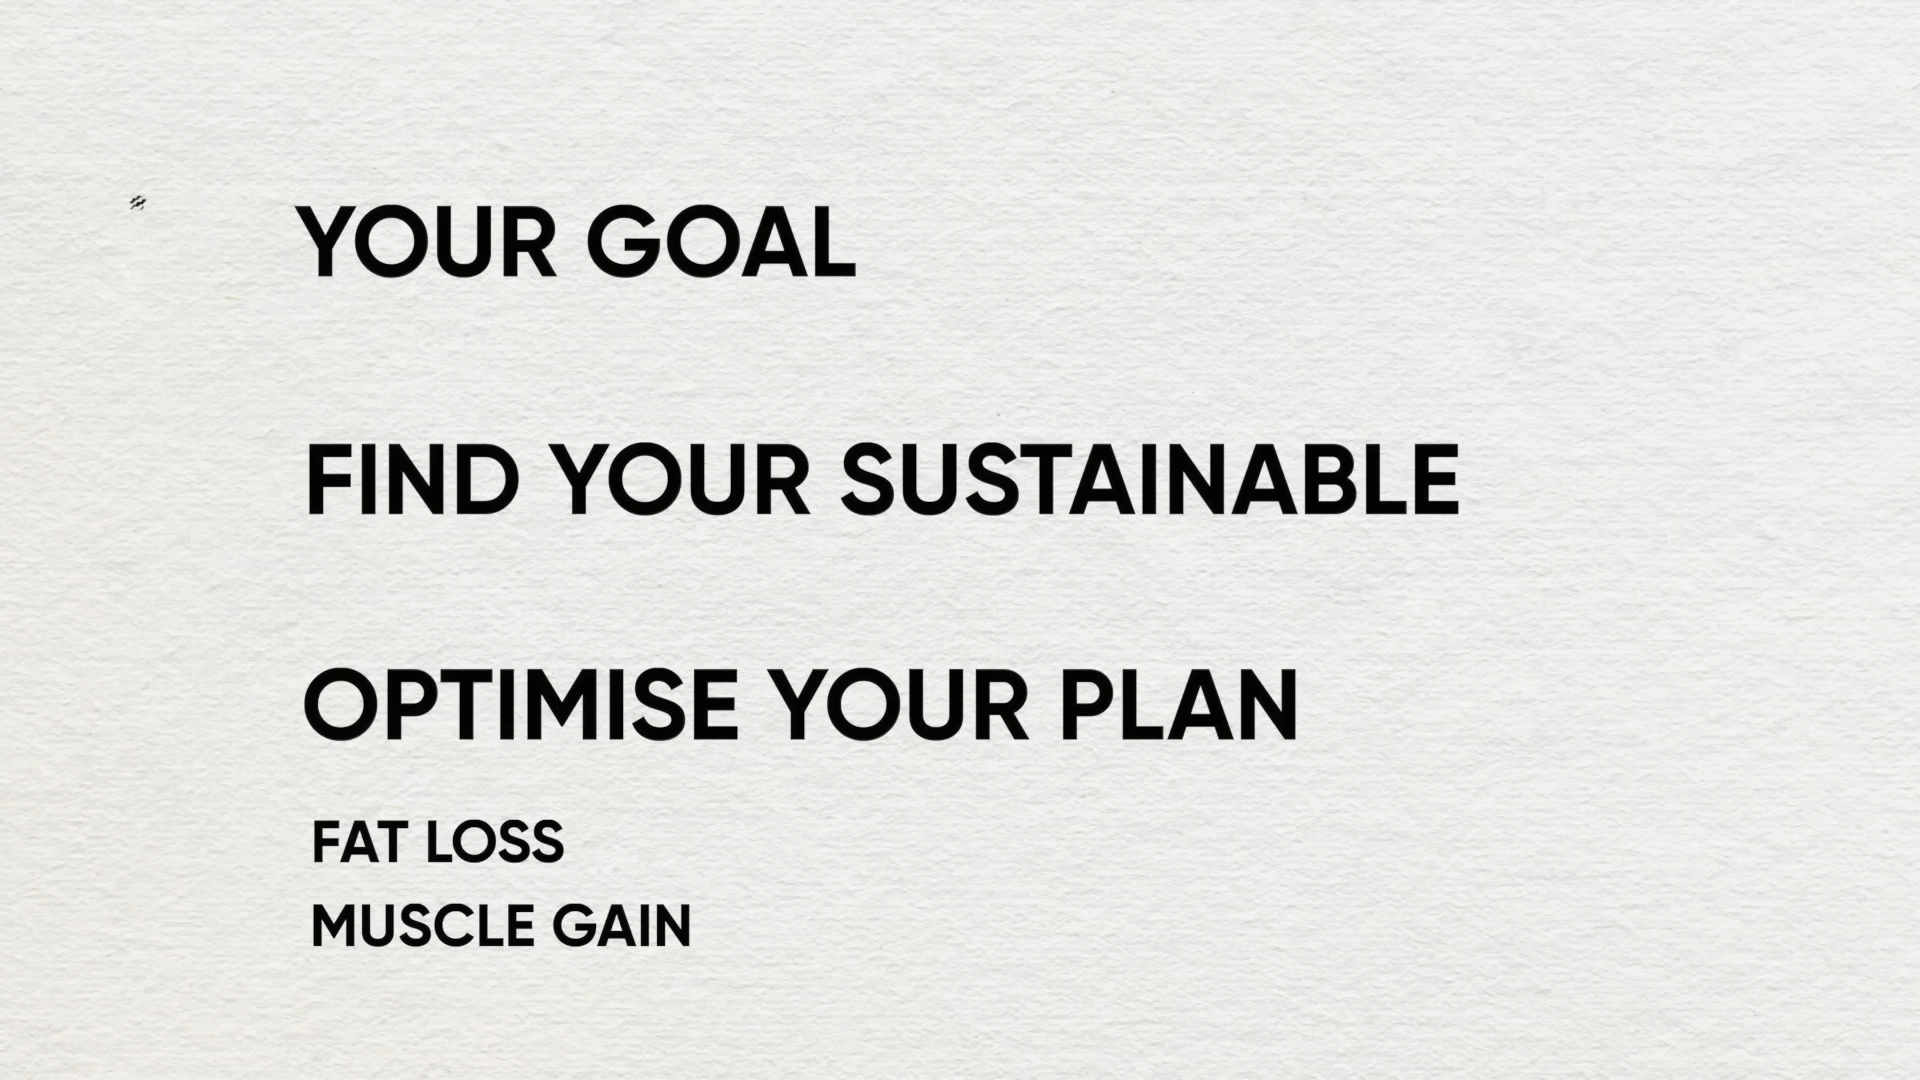 YOUR GOAL
FIND YOUR SUSTAINABLE
OPTIMISE YOUR PLAN
FAT LOSS
MUSCLE GAIN